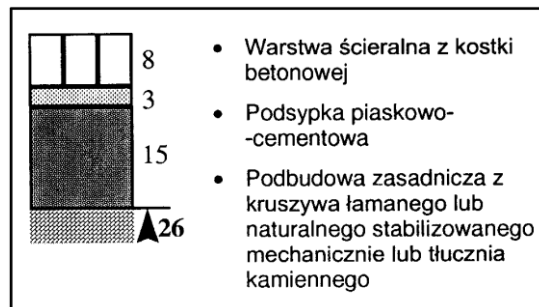 8
3
15
26
• Warstwa ścieralna z kostki
betonowej
• Podsypka piaskowo-
-cementowa
• Podbudowa zasadnicza z
kruszywa łamanego lub
naturalnego stabilizowanego
mechanicznie lub tłucznia
kamiennego